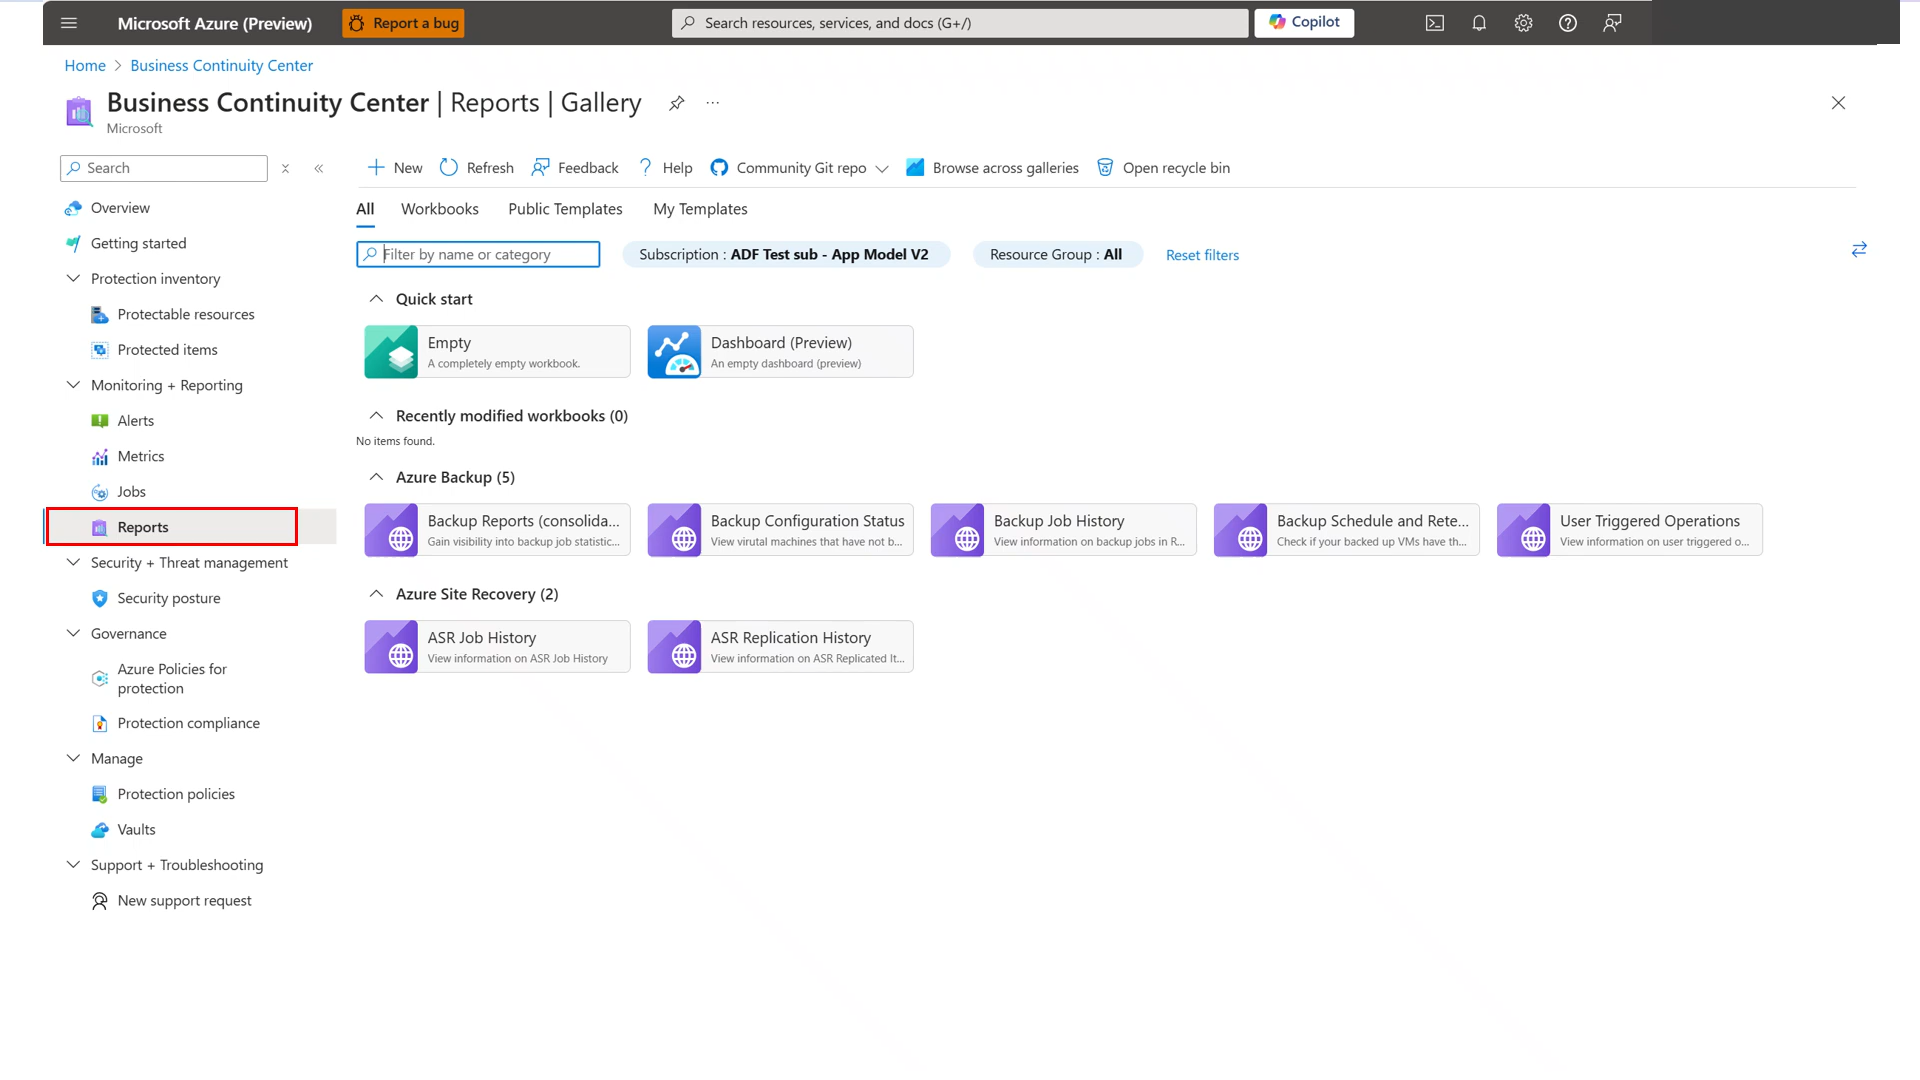 Microsoft Azure (Preview)
Report a bug
Search resources, services, and docs (G+/)
Copilot
Home > Business Continuity Center
Business Continuity Center | Reports | Gallery
Microsoft
Search
Overview
Getting started
Protection inventory
Protectable resources
Protected items
Monitoring + Reporting
Alerts
Metrics
Jobs
Reports
Security + Threat management
Security posture
Governance
Azure Policies for
protection
Protection compliance
Manage
Protection policies
Vaults
Support + Troubleshooting
New support request
New
Refresh
Feedback
Help
Community Git repo
Browse across galleries
Open recycle bin
All
Workbooks
Public Templates
My Templates
Filter by name or category
Subscription : ADF Test sub - App Model V2
Resource Group : All
Reset filters
Quick start
Empty
A completely empty workbook.
Dashboard (Preview)
An empty dashboard (preview)
Recently modified workbooks (0)
No items found.
Azure Backup (5)
Backup Reports (consolida...
Gain visibility into backup job statistic...
Backup Configuration Status
View virutal machines that have not b...
Backup Job History
View information on backup jobs in R...
Backup Schedule and Rete...
Check if your backed up VMs have th...
User Triggered Operations
View information on user triggered o...
Azure Site Recovery (2)
ASR Job History
View information on ASR Job History
ASR Replication History
View information on ASR Replicated It...